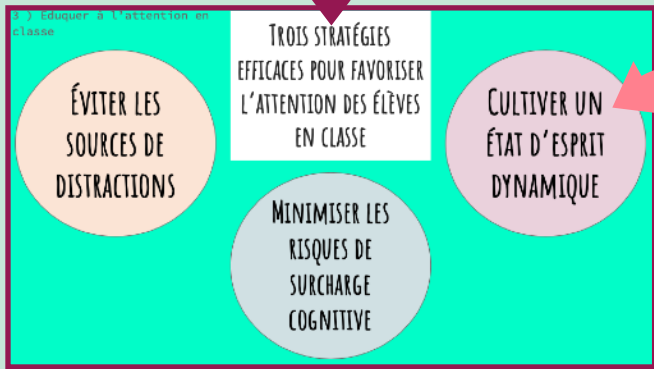 3 ) Eduquer à l'attention en
classe
TROIS STRATÉGIES
EFFICACES POUR FAVORISER
L'ATTENTION DES ÉLÈVES
EN CLASSE
ÉVITER LES
SOURCES DE
DISTRACTIONS
MINIMISER LES
RISQUES DE
SURCHARGE
COGNITIVE
CULTIVER UN
ÉTAT D'ESPRIT
DYNAMIQUE